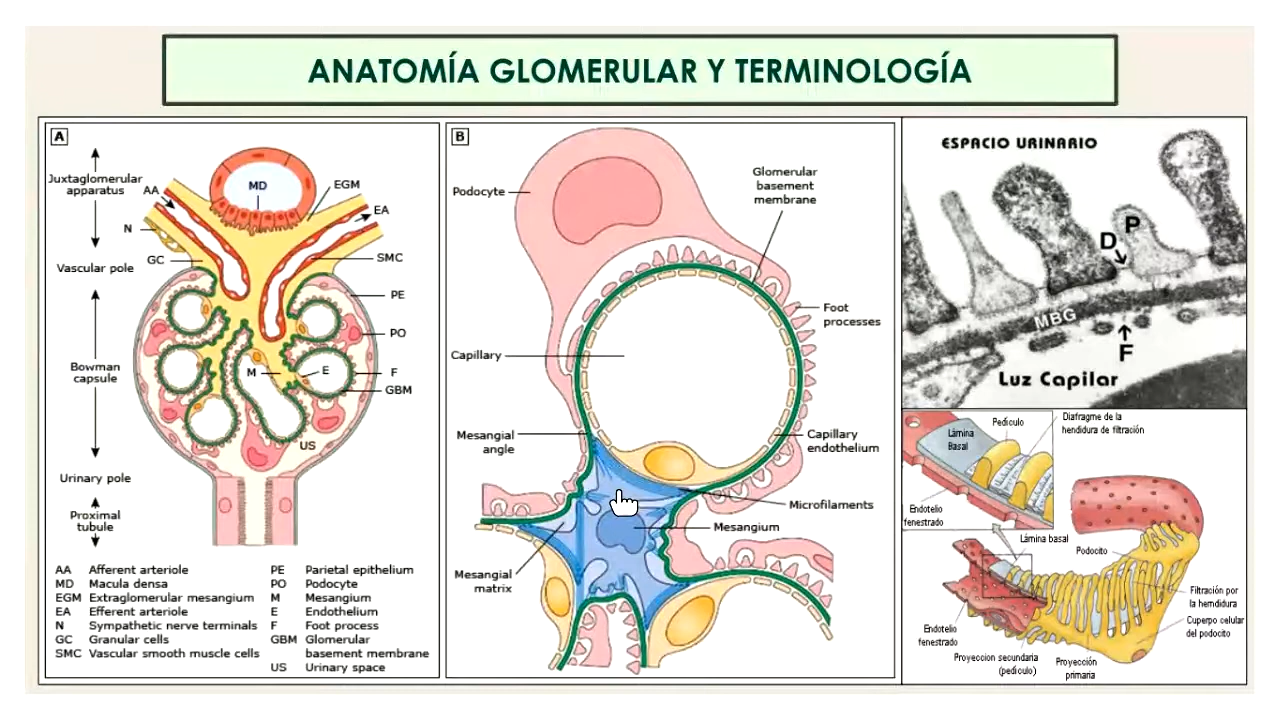 ANATOMÍA GLOMERULAR Y TERMINOLOGÍA
A
Juxtaglomerular
apparatus
AA
MD
EGM
EA
N
GC
SMC
Vascular pole
PE
PO
Bowman
capsule
M
E
F
GBM
US
Urinary pole
Proximal
tubule
AA Afferent arteriole
MD Macula densa
EGM Extraglomerular mesangium
EA Efferent arteriole
N Sympathetic nerve terminals
GC Granular cells
SMC Vascular smooth muscle cells
PE Parietal epithelium
PO Podocyte
M Mesangium
E Endothelium
F Foot process
GBM Glomerular
basement membrane
US Urinary space
B
Podocyte
Glomerular
basement
membrane
Foot
processes
Capillary
Mesangial
angle
Capillary
endothelium
Microfilaments
Mesangium
Mesangial
matrix
ESPACIO URINARIO
P
D
MBG
F
Luz Capilar
Diafragme de la
hendidura de filtración
Pedículo
Lámina
Basal
Endotelio
fenestrado
Lámina basal
Podocito
Filtración por
la hemdidura
Cuperpo celular
del podocito
Endotelio
fenestrado
Proyeccion secundaria
(pedículo)
Proyección
primaria